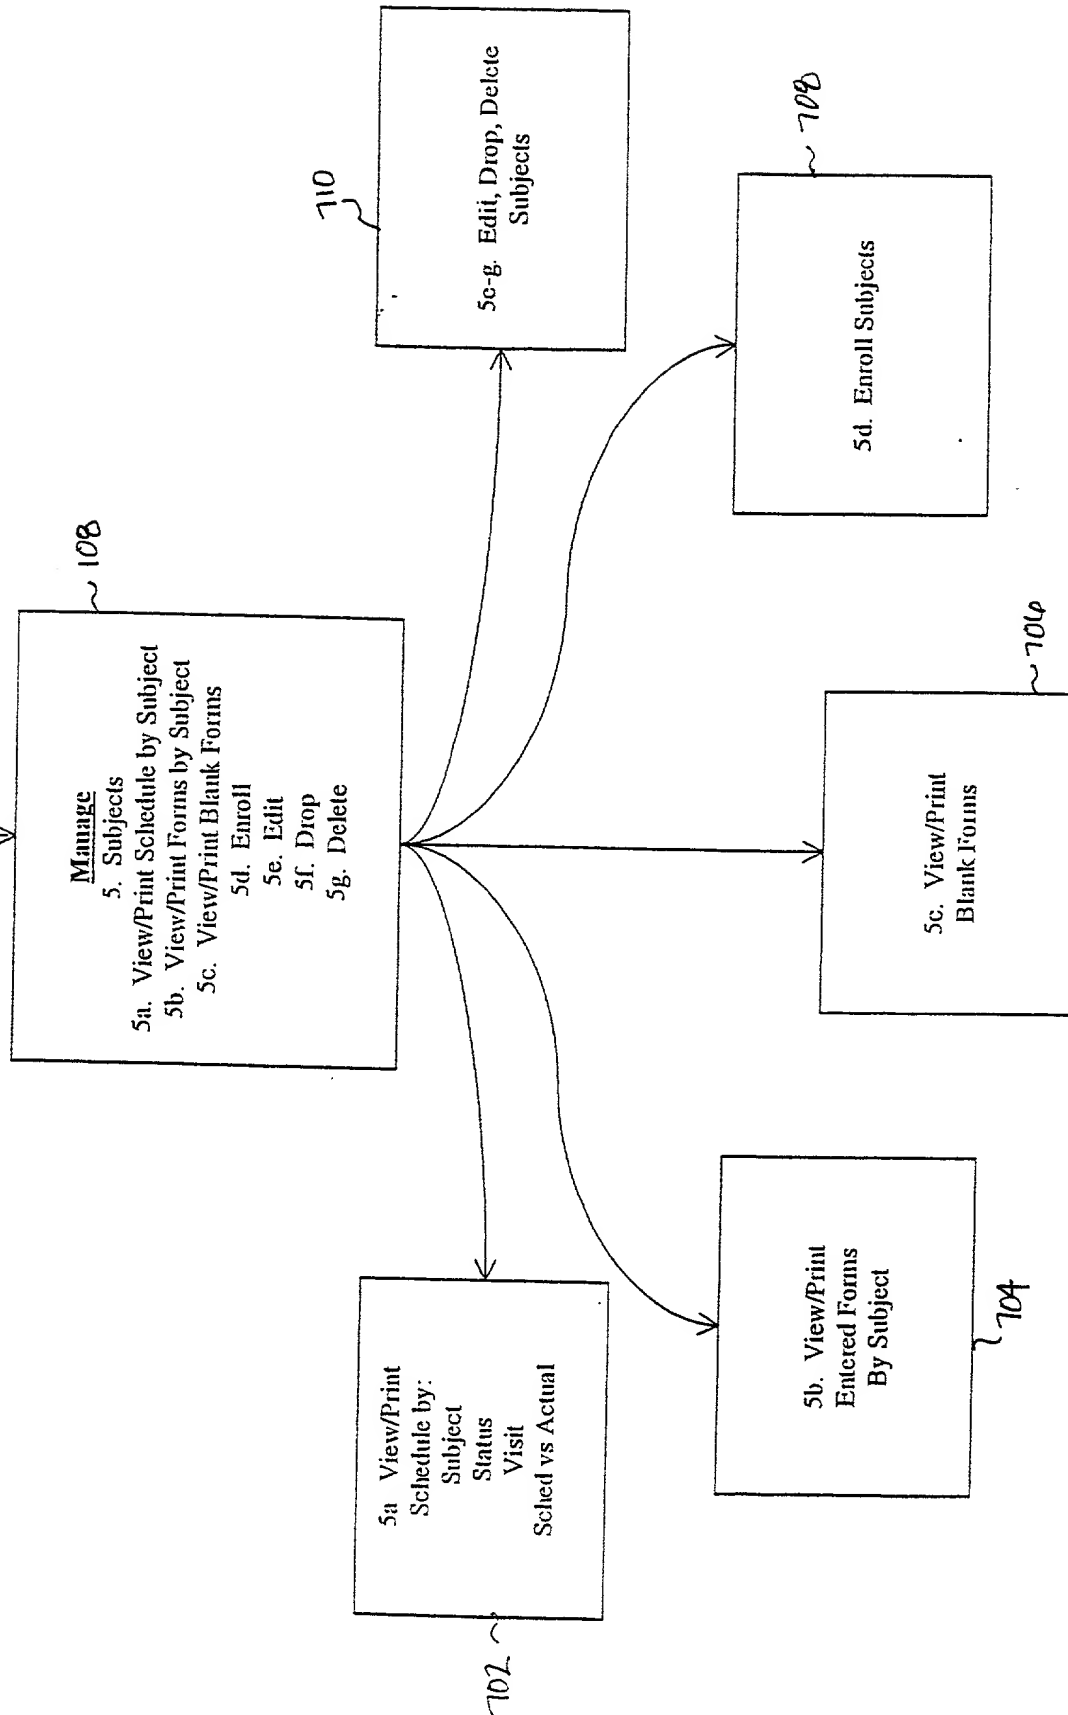 108
Manage
5. Subjects
5a. View/Print Schedule by Subject
5b. View/Print Forms by Subject
5c. View/Print Blank Forms
5d. Enroll
5e. Edit
5f. Drop
5g. Delete
702
5a View/Print
Schedule by:
Subject
Status
Visit
Sched vs Actual
704
5b. View/Print
Entered Forms
By Subject
706
5c. View/Print
Blank Forms
708
5d. Enroll Subjects
710
5e-g. Edit, Drop, Delete
Subjects